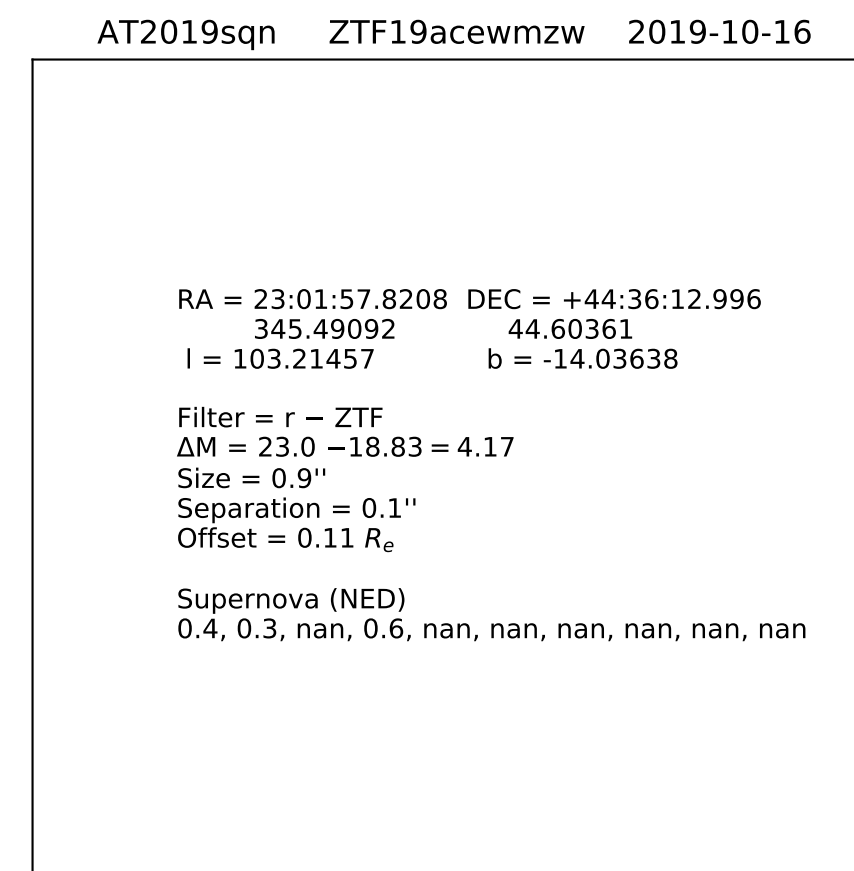 AT2019sqn ZTF19acewmzw 2019-10-16
RA = 23:01:57.8208 DEC = +44:36:12.996
345.49092 44.60361
l = 103.21457 b = -14.03638
Filter = r − ZTF
ΔM = 23.0 −18.83 = 4.17
Size = 0.9''
Separation = 0.1''
Offset = 0.11 Rₑ
Supernova (NED)
0.4, 0.3, nan, 0.6, nan, nan, nan, nan, nan, nan